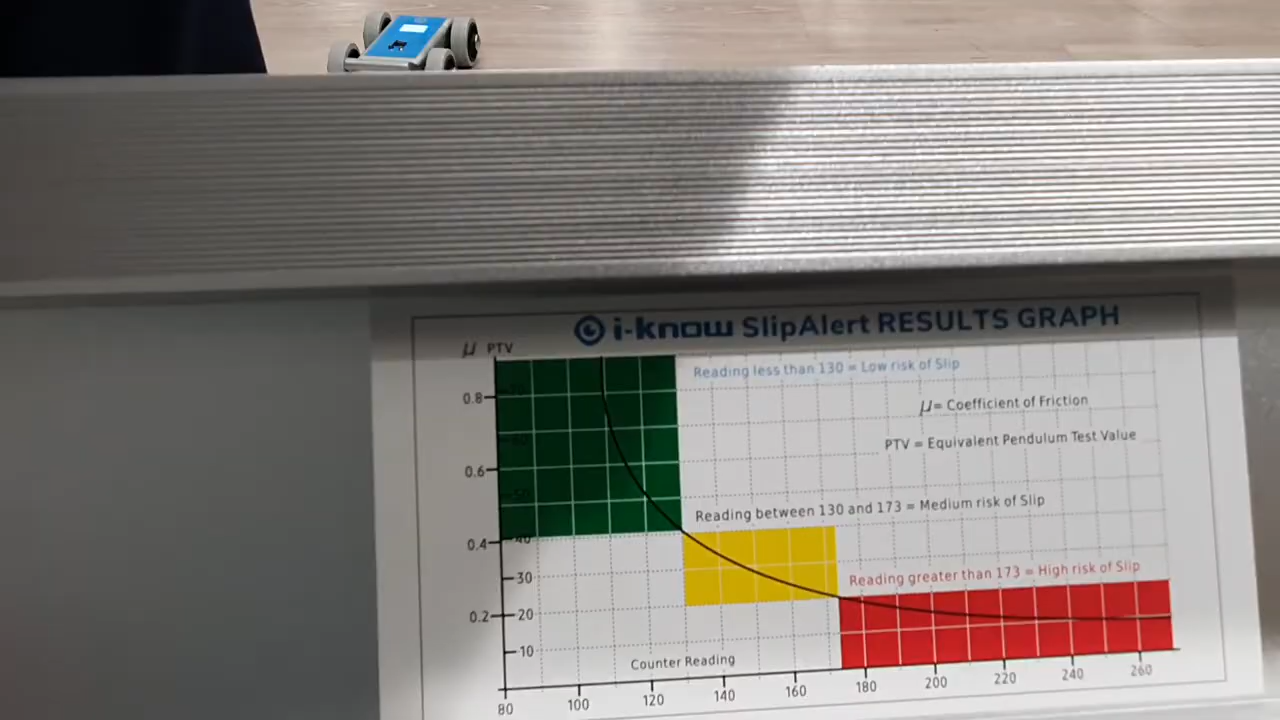 i-know SlipAlert RESULTS GRAPH
μ PTV
Reading less than 130 = Low risk of Slip
μ= Coefficient of Friction
PTV = Equivalent Pendulum Test Value
Reading between 130 and 173 = Medium risk of Slip
Reading greater than 173 = High risk of Slip
0.8 70
60
0.6
50
0.4 40
30
0.2 20
10
Counter Reading
80 100 120 140 160 180 200 220 240 260